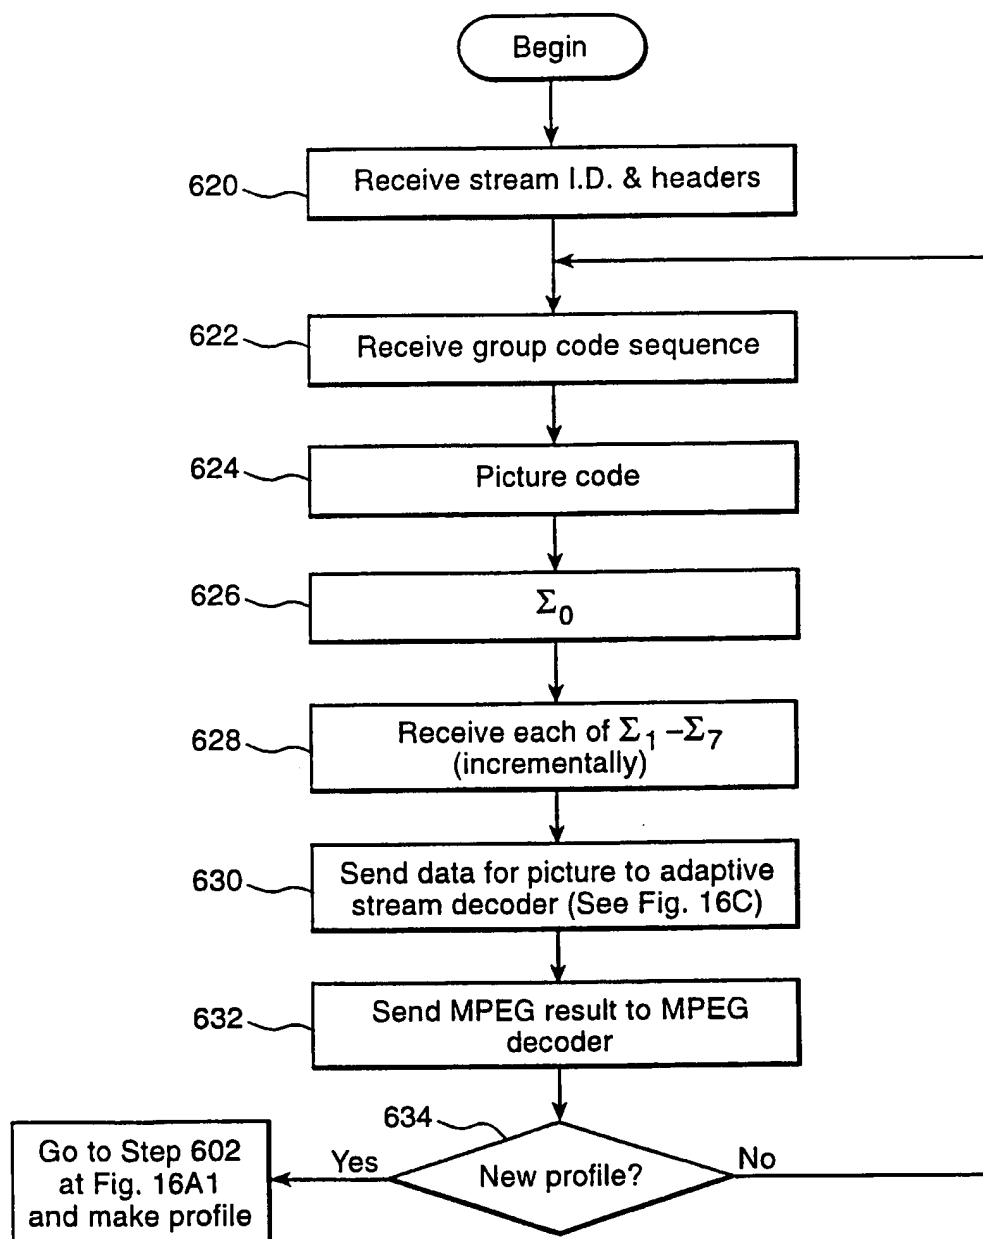 Begin
620
Receive stream I.D. & headers
622
Receive group code sequence
624
Picture code
626
Σ0
628
Receive each of Σ1 –Σ7
(incrementally)
630
Send data for picture to adaptive
stream decoder (See Fig. 16C)
632
Send MPEG result to MPEG
decoder
634
New profile?
Yes
No
Go to Step 602
at Fig. 16A1
and make profile